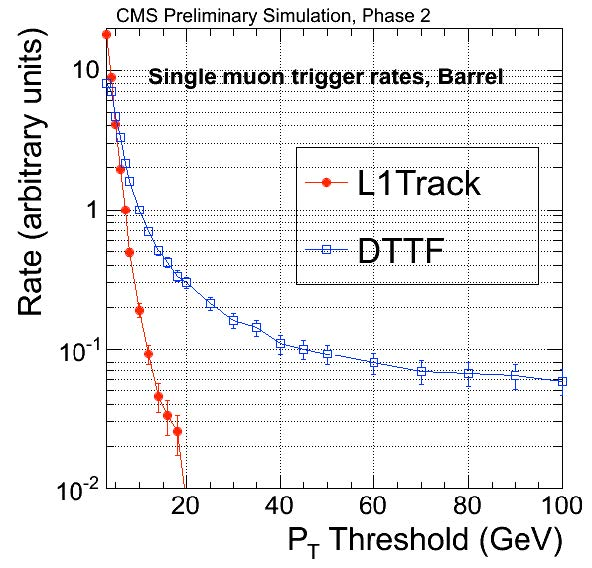 CMS Preliminary Simulation, Phase 2
Single muon trigger rates, Barrel
Rate (arbitrary units)
10
1
10-1
10-2
L1Track
DTTF
20 40 60 80 100
PT Threshold (GeV)